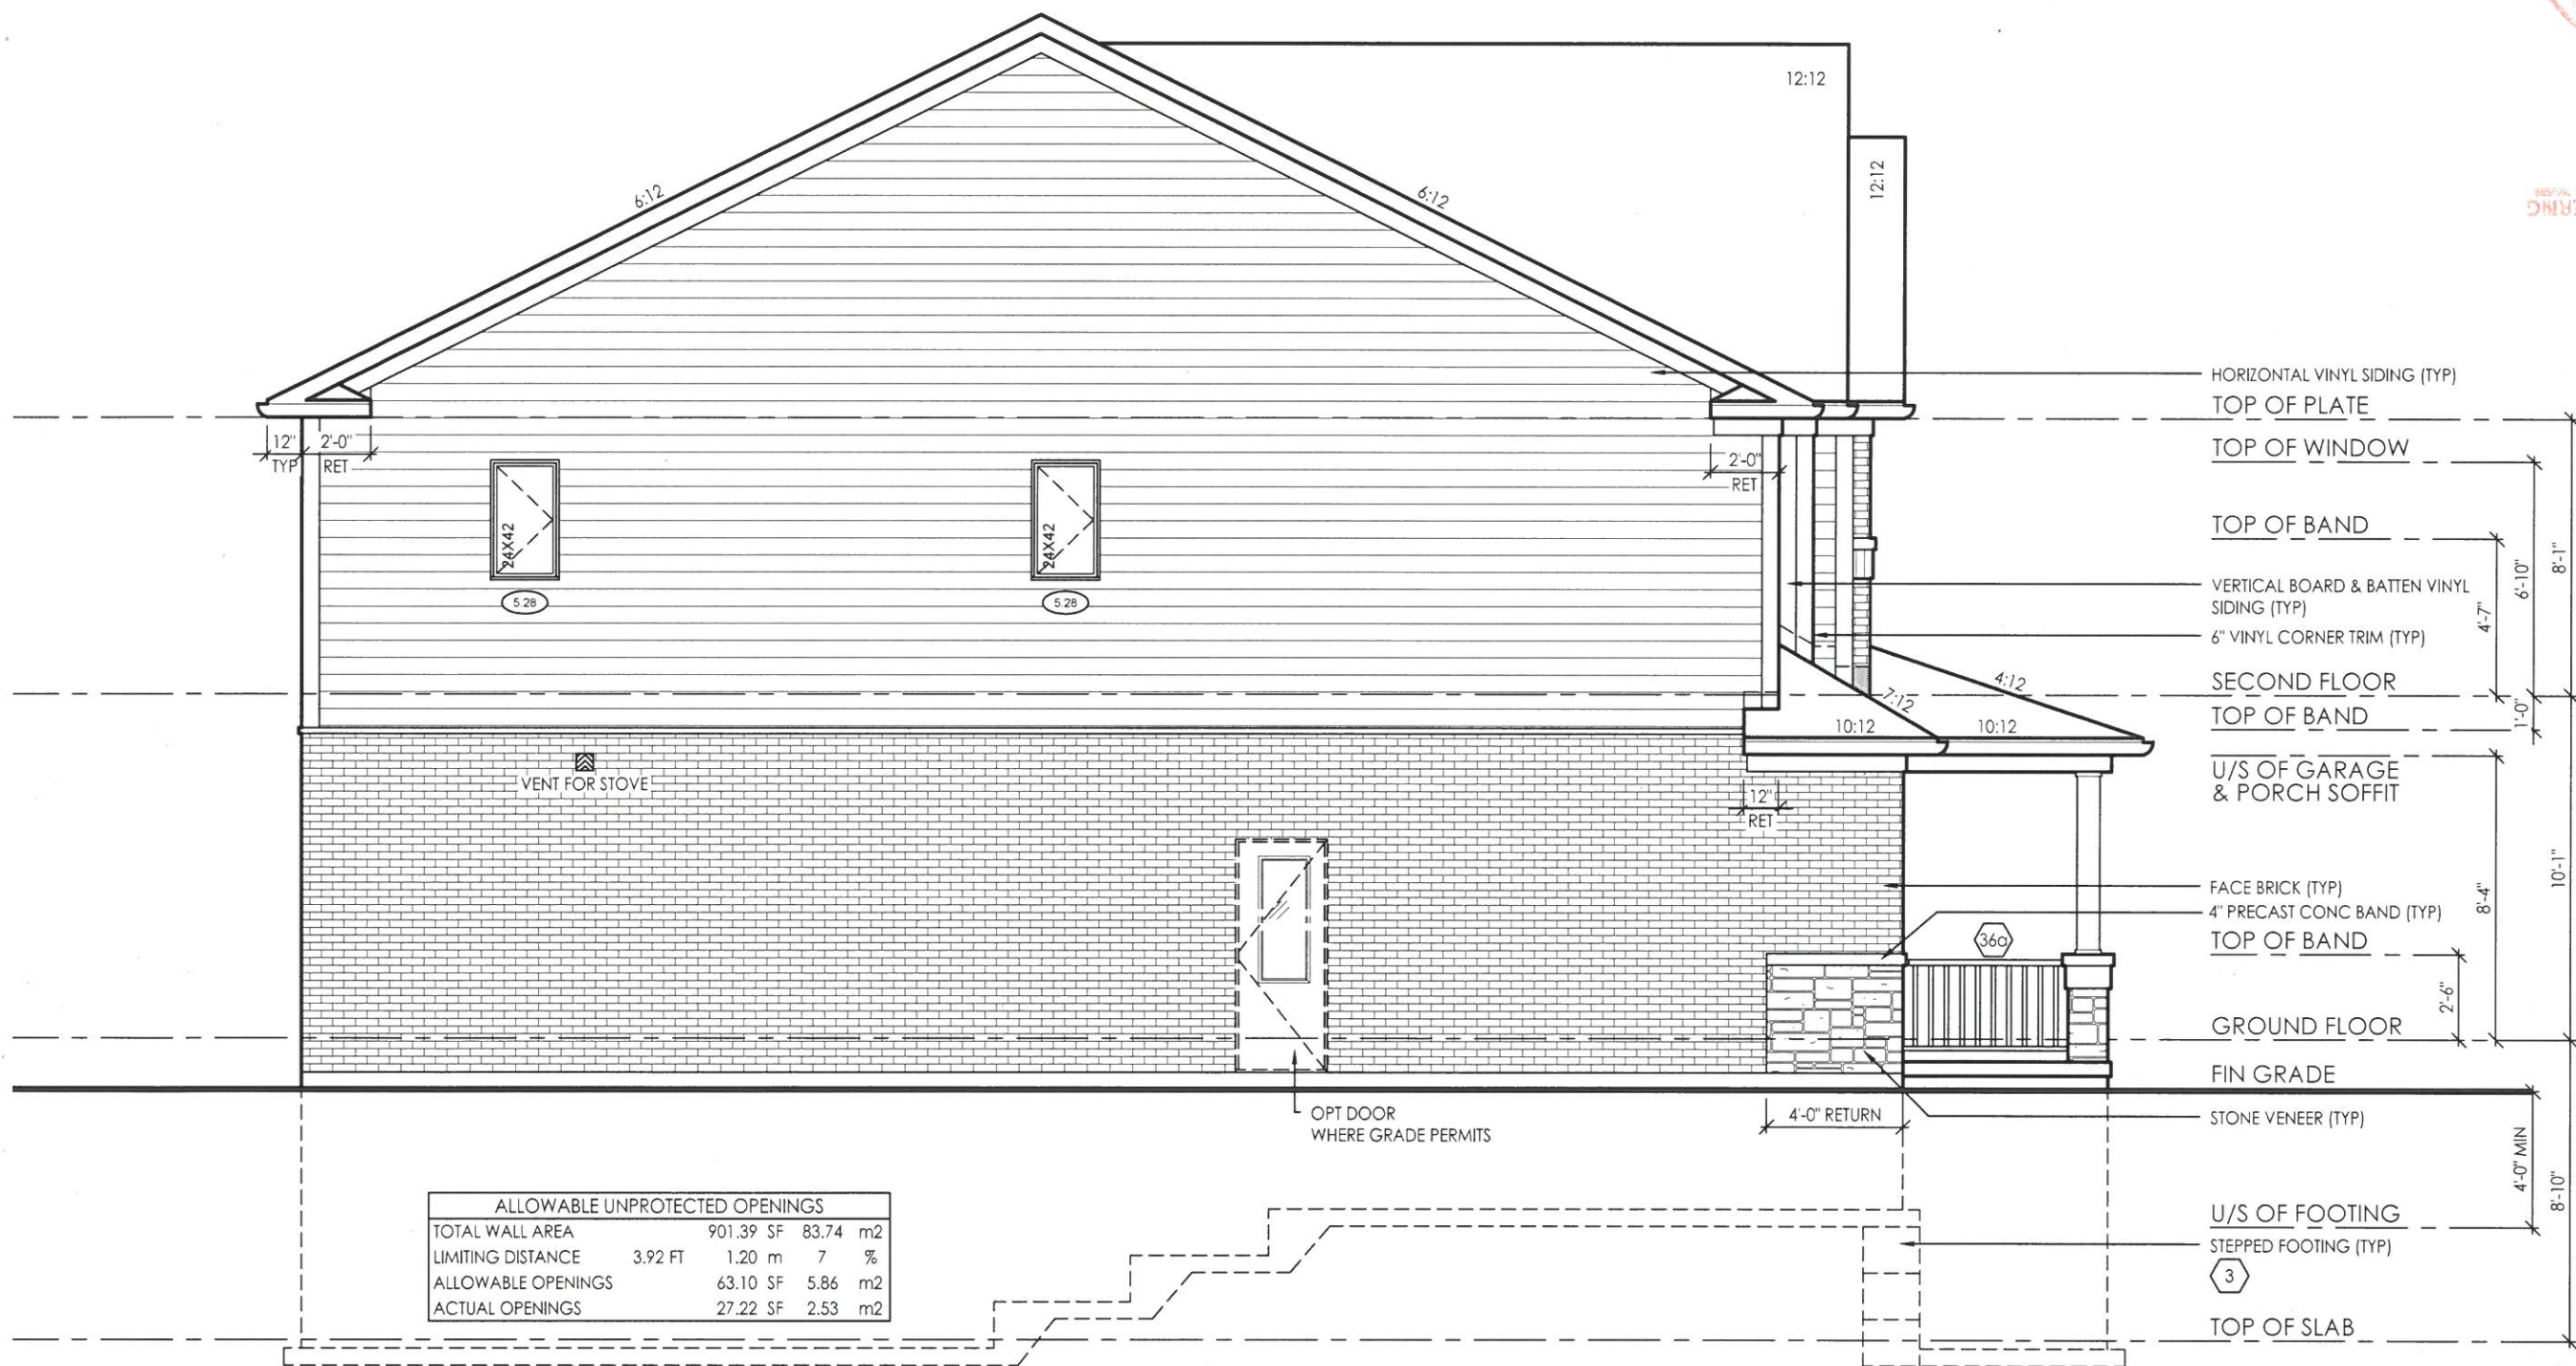 12:12
12:12
6:12
6:12
HORIZONTAL VINYL SIDING (TYP)
TOP OF PLATE
12"
TYP
2'-0"
RET
TOP OF WINDOW
2'-0"
RET
24X42
24X42
5.28
5.28
TOP OF BAND
VERTICAL BOARD & BATTEN VINYL
SIDING (TYP)
6" VINYL CORNER TRIM (TYP)
4'-7"
6'-10"
8'-1"
SECOND FLOOR
TOP OF BAND
1'-0"
4:12
7:12
10:12
10:12
VENT FOR STOVE
12"
RET
U/S OF GARAGE
& PORCH SOFFIT
FACE BRICK (TYP)
4" PRECAST CONC BAND (TYP)
TOP OF BAND
36a
8'-4"
10'-1"
2'-6"
GROUND FLOOR
FIN GRADE
OPT DOOR
WHERE GRADE PERMITS
4'-0" RETURN
STONE VENEER (TYP)
4'-0" MIN
8'-10"
U/S OF FOOTING
STEPPED FOOTING (TYP)
3
TOP OF SLAB
ALLOWABLE UNPROTECTED OPENINGS
TOTAL WALL AREA 901.39 SF 83.74 m2
LIMITING DISTANCE 3.92 FT 1.20 m 7 %
ALLOWABLE OPENINGS 63.10 SF 5.86 m2
ACTUAL OPENINGS 27.22 SF 2.53 m2